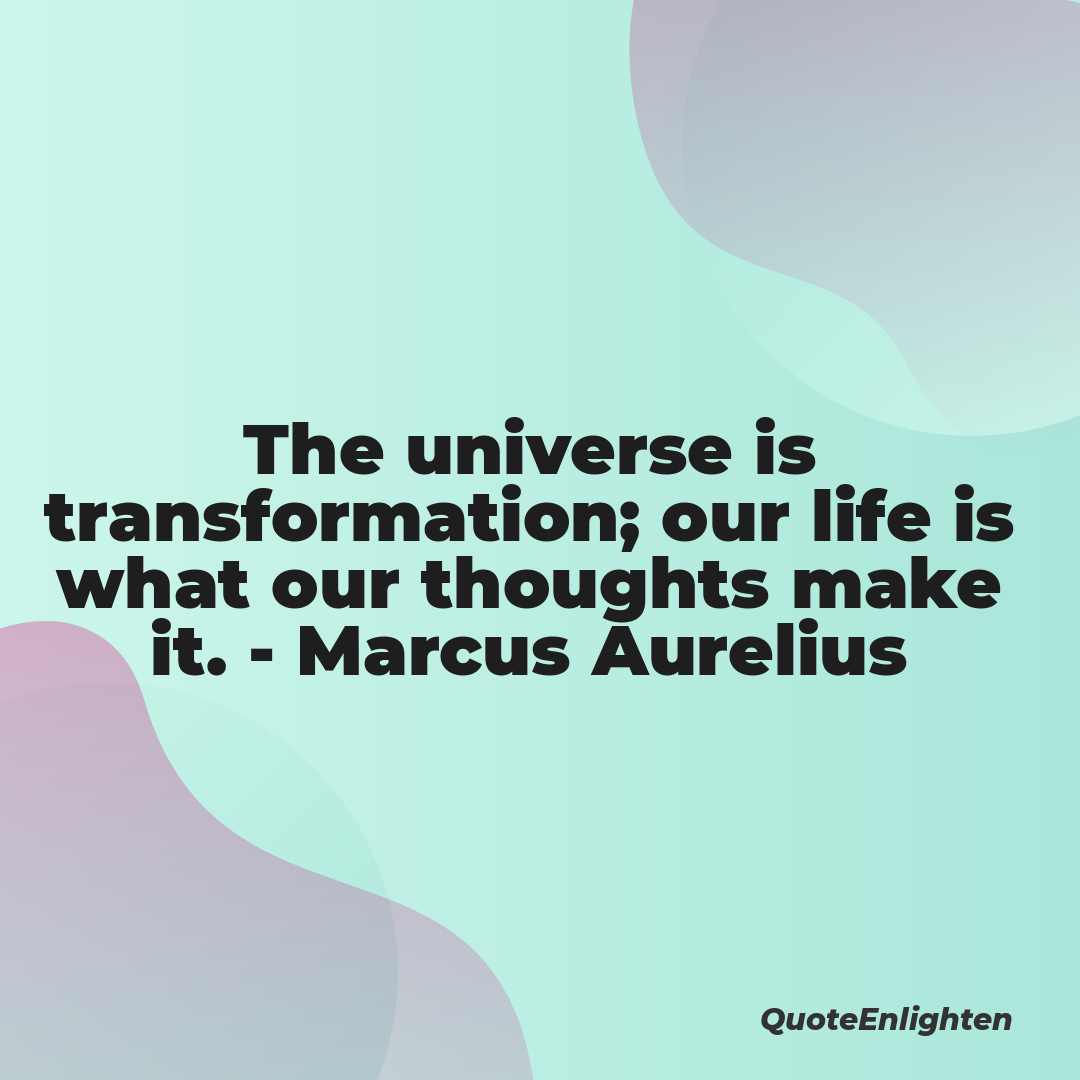 The universe is
transformation; our life is
what our thoughts make
it. - Marcus Aurelius
QuoteEnlighten